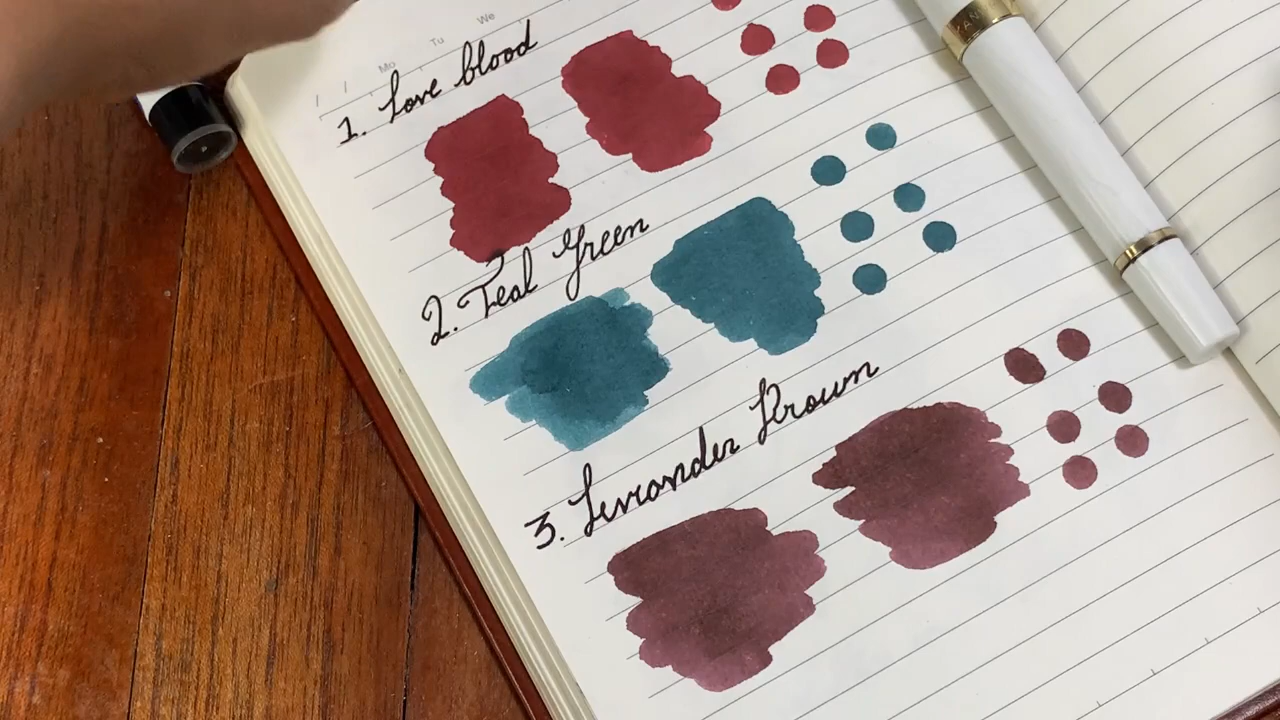 / / Mo Tu We
1. Love blood
2. Teal Green
3. Levander Brown